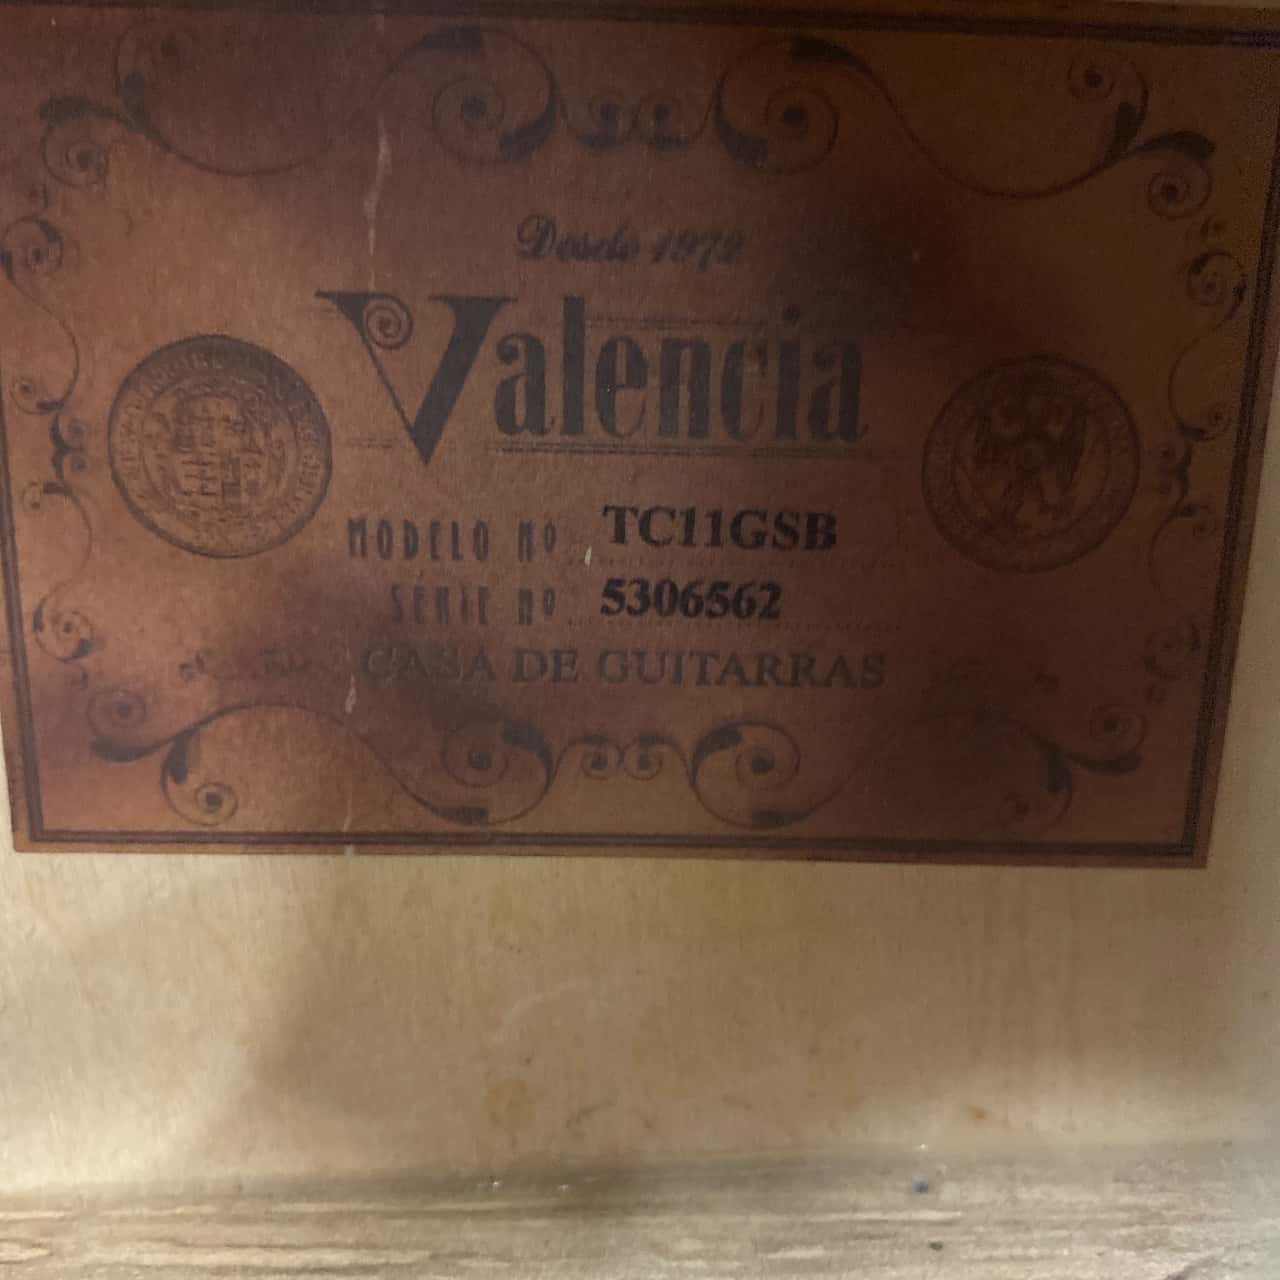 Desde 1972
Valencia
MODELO Nº TC11GSB
SERIE Nº 5306562
CASA DE GUITARRAS